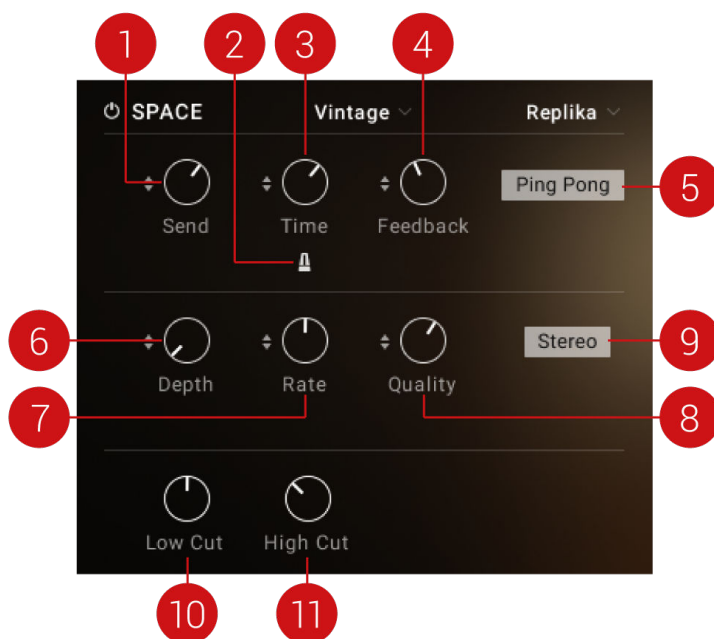 1 2 3 4
SPACE Vintage Replika
Ping Pong 5
Send Time Feedback
6 Stereo 9
Depth Rate Quality
7 8
Low Cut High Cut
10 11